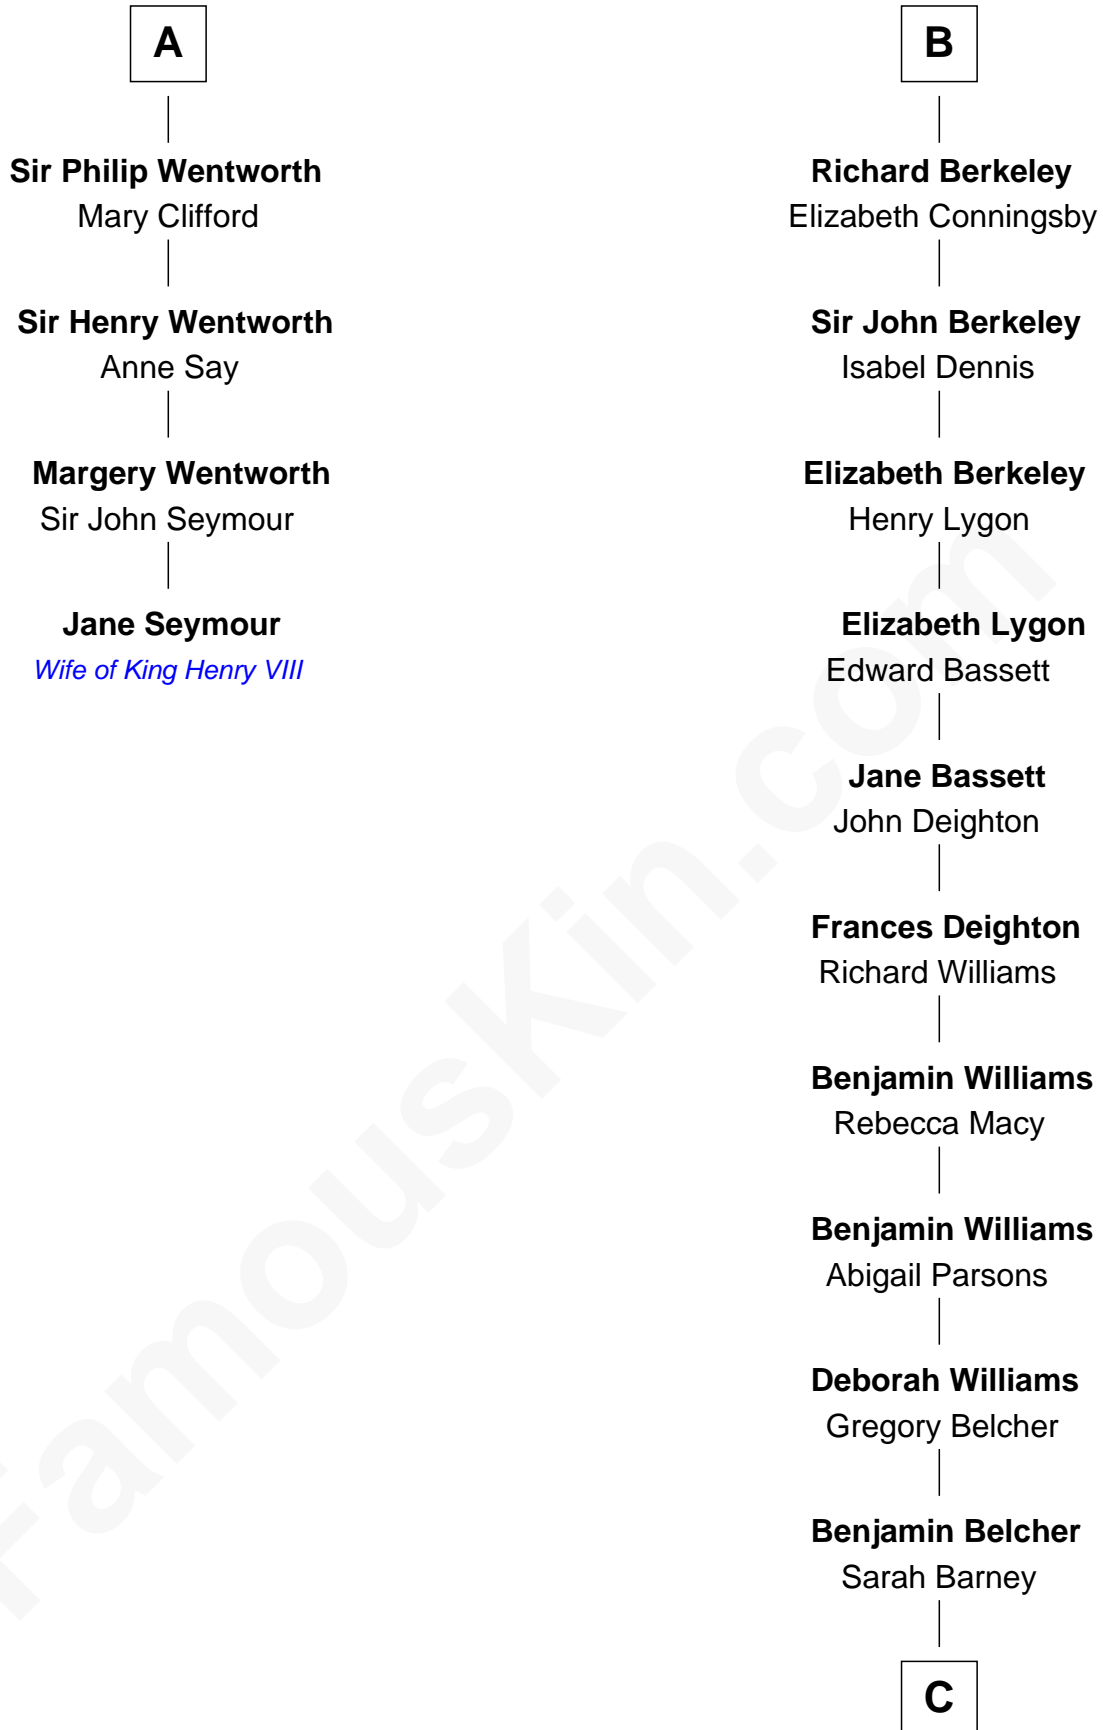 A
Sir Philip Wentworth
Mary Clifford
Sir Henry Wentworth
Anne Say
Margery Wentworth
Sir John Seymour
Jane Seymour
Wife of King Henry VIII
B
Richard Berkeley
Elizabeth Conningsby
Sir John Berkeley
Isabel Dennis
Elizabeth Berkeley
Henry Lygon
Elizabeth Lygon
Edward Bassett
Jane Bassett
John Deighton
Frances Deighton
Richard Williams
Benjamin Williams
Rebecca Macy
Benjamin Williams
Abigail Parsons
Deborah Williams
Gregory Belcher
Benjamin Belcher
Sarah Barney
C
FamousKin.com